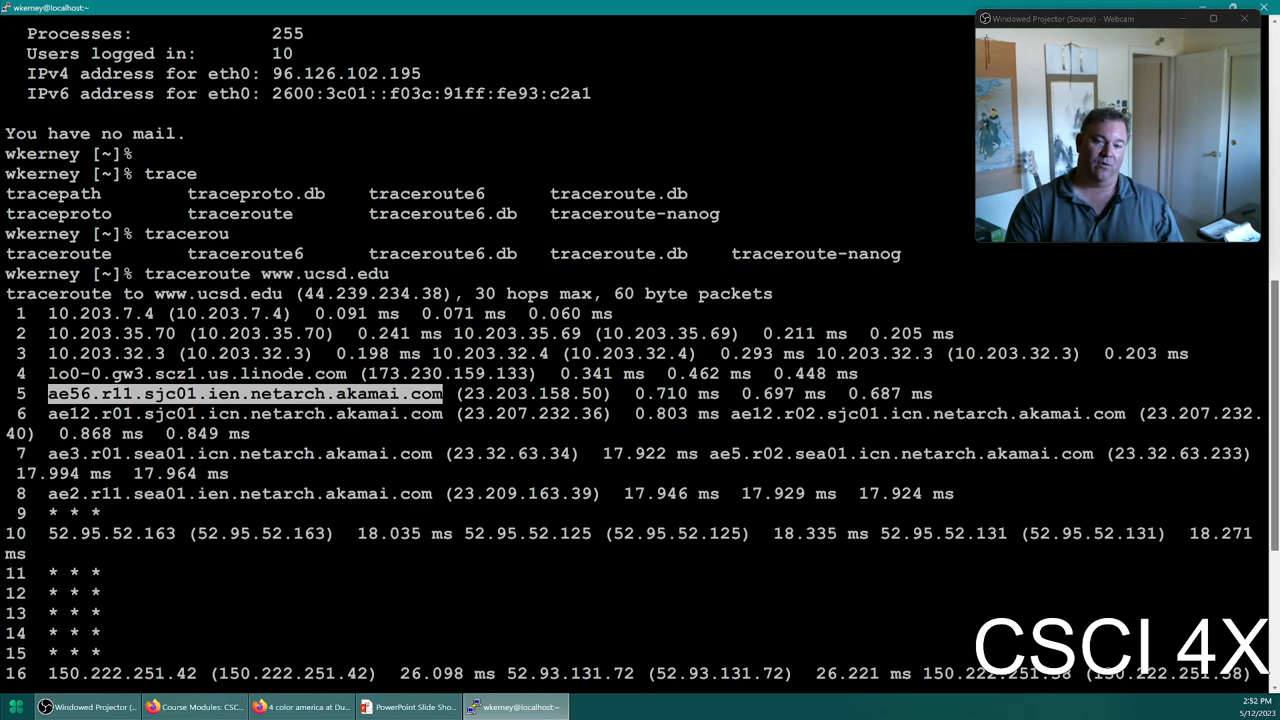 wkerney@localhost:~
Processes: 255
Users logged in: 10
IPv4 address for eth0: 96.126.102.195
IPv6 address for eth0: 2600:3c01::f03c:91ff:fe93:c2a1
You have no mail.
wkerney [~]%
wkerney [~]% trace
tracepath traceproto.db traceroute6 traceroute.db
traceproto traceroute traceroute6.db traceroute-nanog
wkerney [~]% tracerou
traceroute traceroute6 traceroute6.db traceroute.db traceroute-nanog
wkerney [~]% traceroute www.ucsd.edu
traceroute to www.ucsd.edu (44.239.234.38), 30 hops max, 60 byte packets
1 10.203.7.4 (10.203.7.4) 0.091 ms 0.071 ms 0.060 ms
2 10.203.35.70 (10.203.35.70) 0.241 ms 10.203.35.69 (10.203.35.69) 0.211 ms 0.205 ms
3 10.203.32.3 (10.203.32.3) 0.198 ms 10.203.32.4 (10.203.32.4) 0.293 ms 10.203.32.3 (10.203.32.3) 0.203 ms
4 lo0-0.gw3.scz1.us.linode.com (173.230.159.133) 0.341 ms 0.462 ms 0.448 ms
5 ae56.r11.sjc01.ien.netarch.akamai.com (23.203.158.50) 0.710 ms 0.697 ms 0.687 ms
6 ae12.r01.sjc01.icn.netarch.akamai.com (23.207.232.36) 0.803 ms ae12.r02.sjc01.icn.netarch.akamai.com (23.207.232.
40) 0.868 ms 0.849 ms
7 ae3.r01.sea01.icn.netarch.akamai.com (23.32.63.34) 17.922 ms ae5.r02.sea01.icn.netarch.akamai.com (23.32.63.233)
17.994 ms 17.964 ms
8 ae2.r11.sea01.ien.netarch.akamai.com (23.209.163.39) 17.946 ms 17.929 ms 17.924 ms
9 * * *
10 52.95.52.163 (52.95.52.163) 18.035 ms 52.95.52.125 (52.95.52.125) 18.335 ms 52.95.52.131 (52.95.52.131) 18.271
ms
11 * * *
12 * * *
13 * * *
14 * * *
15 * * *
16 150.222.251.42 (150.222.251.42) 26.098 ms 52.93.131.72 (52.93.131.72) 26.221 ms 150.222.251.38 (150.222.251.38)
Windowed Projector (Source) - Webcam
CSCI 4X
Windowed Projector (...
Course Modules: CSC...
4 color america at Du...
PowerPoint Slide Sho...
wkerney@localhost:~
2:52 PM
5/12/2023